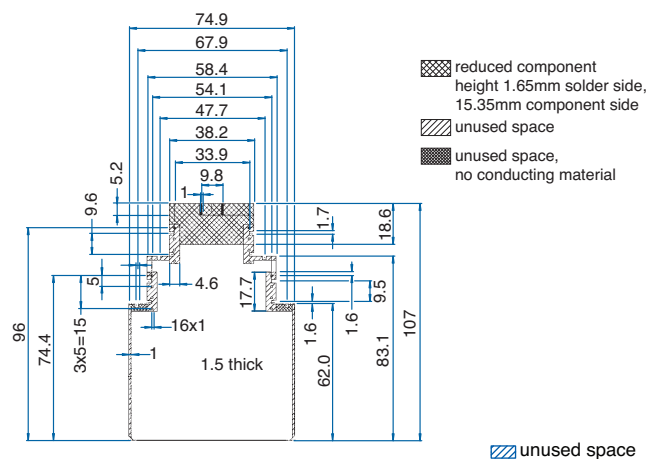 74.9
67.9
58.4
54.1
47.7
38.2
33.9
9.8
1
5.2
9.6
1.7
18.6
reduced component
height 1.65mm solder side,
15.35mm component side
unused space
unused space,
no conducting material
5
4.6
17.7
9.5
1.6
1.6
96
74.4
3x5=15
16x1
1
1.5 thick
62.0
83.1
107
unused space